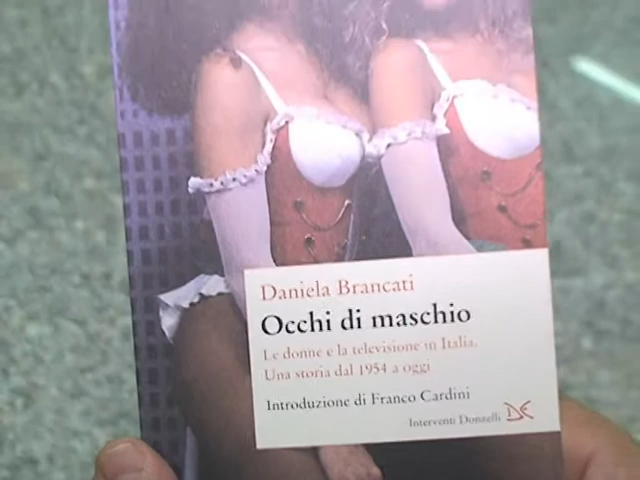 Daniela Brancati
Occhi di maschio
Le donne e la televisione in Italia.
Una storia dal 1954 a oggi
Introduzione di Franco Cardini
Interventi Donzelli DE